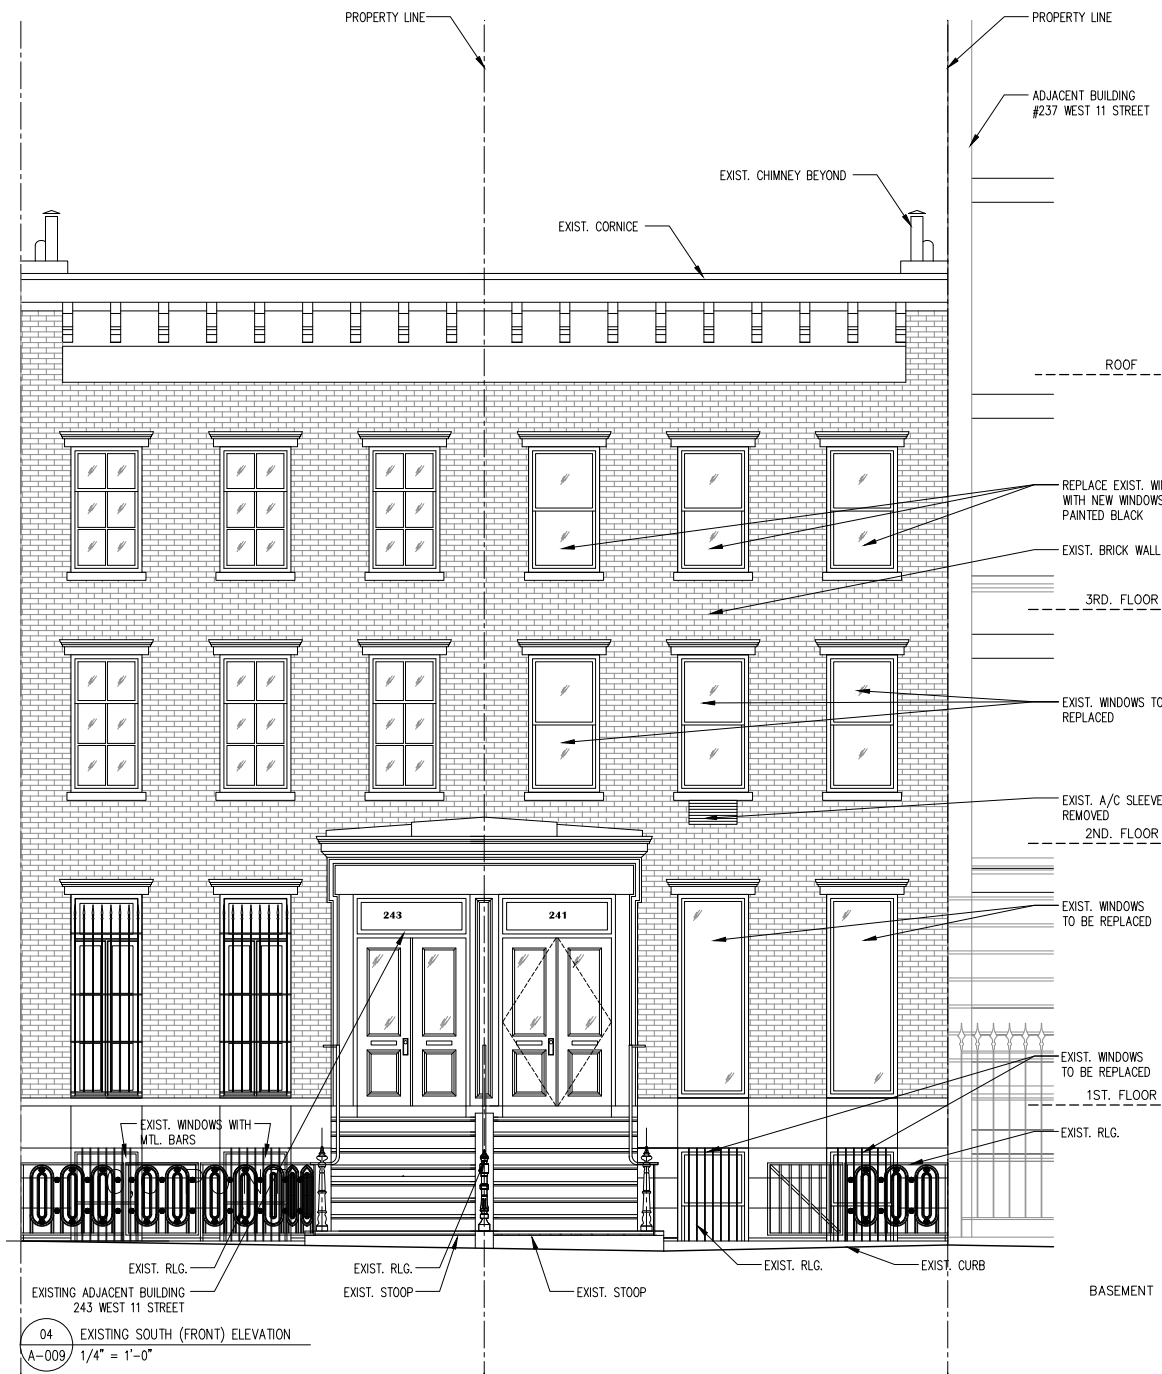 PROPERTY LINE
PROPERTY LINE
ADJACENT BUILDING
#237 WEST 11 STREET
EXIST. CHIMNEY BEYOND
EXIST. CORNICE
ROOF
REPLACE EXIST.
WITH NEW WINDOWS
PAINTED BLACK
EXIST. BRICK WALL
3RD. FLOOR
EXIST. WINDOWS TO
REPLACED
EXIST. A/C SLEEVE
REMOVED
2ND. FLOOR
EXIST. WINDOWS
TO BE REPLACED
243
241
EXIST. WINDOWS
TO BE REPLACED
1ST. FLOOR
EXIST. WINDOWS WITH
MTL. BARS
EXIST. RLG.
EXIST. RLG.
EXIST. RLG.
EXIST. RLG.
EXIST. CURB
EXISTING ADJACENT BUILDING
243 WEST 11 STREET
EXIST. STOOP
EXIST. STOOP
BASEMENT
04
A-009
EXISTING SOUTH (FRONT) ELEVATION
1/4" = 1'-0"